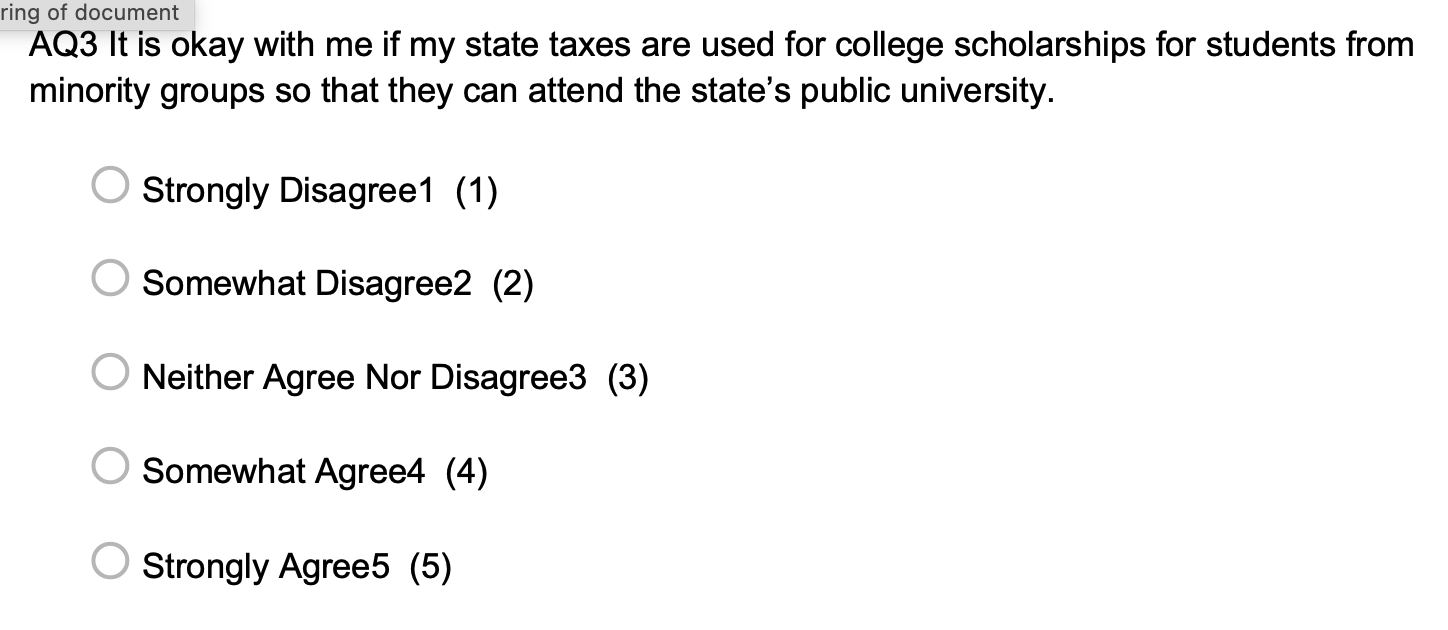 ring of document
AQ3 It is okay with me if my state taxes are used for college scholarships for students from
minority groups so that they can attend the state’s public university.
Strongly Disagree1 (1)
Somewhat Disagree2 (2)
Neither Agree Nor Disagree3 (3)
Somewhat Agree4 (4)
Strongly Agree5 (5)